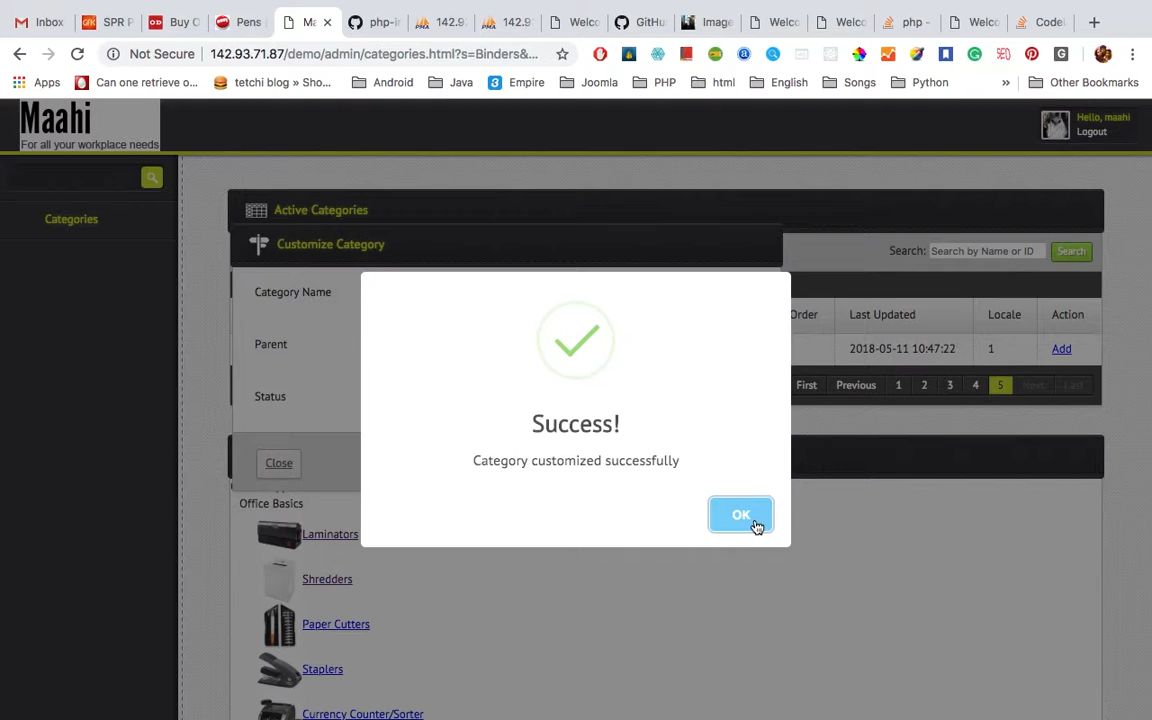 Inbox
SPR P
Buy O
Pens
Ma
php-i
142.9
142.93
Welco
GitHu
Image
Welco
Welco
php -
Welco
Codei
Not Secure
142.93.71.87/demo/admin/categories.html?s=Binders&...
Apps
Can one retrieve o...
tetchi blog » Sho...
Android
Java
Empire
Joomla
PHP
html
English
Songs
Python
»
Other Bookmarks
Maahi
For all your workplace needs
Hello, maahi
Logout
Categories
Active Categories
Customize Category
Search:
Search by Name or ID
Search
Category Name
Order
Last Updated
Locale
Action
Parent
2018-05-11 10:47:22
1
Add
First
Previous
1
2
3
4
5
Next
Last
Status
Success!
Category customized successfully
Close
OK
Office Basics
Laminators
Shredders
Paper Cutters
Staplers
Currency Counter/Sorter